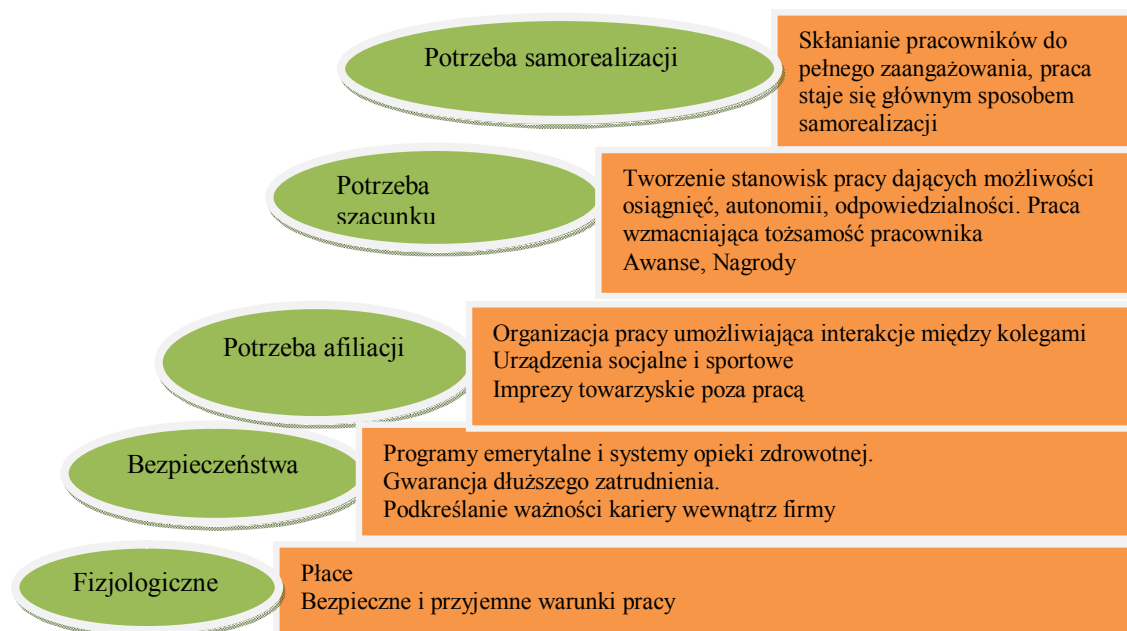 Potrzeba samorealizacji
Skłanianie pracowników do
pełnego zaangażowania, praca
staje się głównym sposobem
samorealizacji
Potrzeba
szacunku
Tworzenie stanowisk pracy dających możliwości
osiągnięć, autonomii, odpowiedzialności. Praca
wzmacniająca tożsamość pracownika
Awanse, Nagrody
Potrzeba afiliacji
Organizacja pracy umożliwiająca interakcje między kolegami
Urządzenia socjalne i sportowe
Imprezy towarzyskie poza pracą
Bezpieczeństwa
Programy emerytalne i systemy opieki zdrowotnej.
Gwarancja dłuższego zatrudnienia.
Podkreślanie ważności kariery wewnątrz firmy
Fizjologiczne
Płace
Bezpieczne i przyjemne warunki pracy